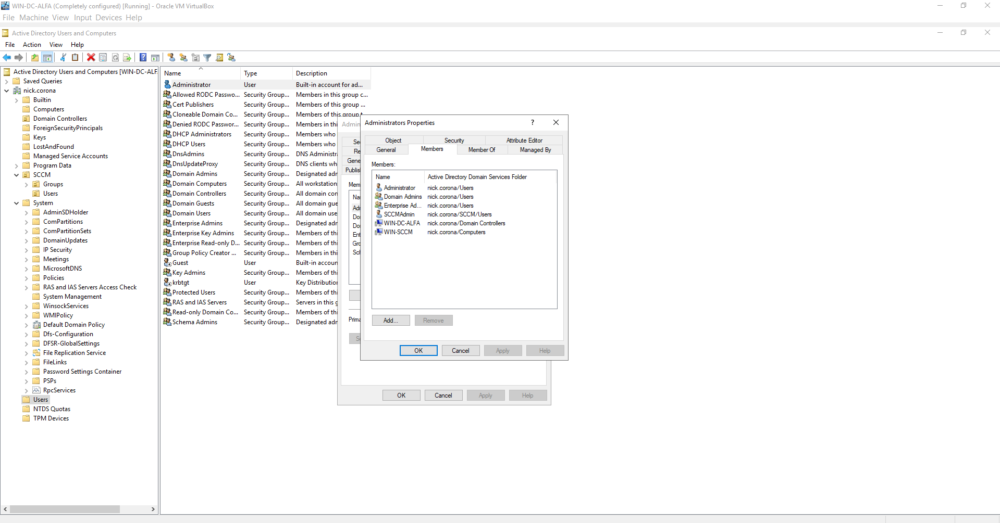 WIN-DC-ALFA (Completely configured) [Running] - Oracle VM VirtualBox
File Machine View Input Devices Help
Active Directory Users and Computers
File Action View Help
Active Directory Users and Computers [WIN-DC-ALF
Saved Queries
nick.corona
Builtin
Computers
Domain Controllers
ForeignSecurityPrincipals
Keys
LostAndFound
Managed Service Accounts
Program Data
SCCM
Groups
Users
System
AdminSDHolder
ComPartitions
ComPartitionSets
DomainUpdates
IP Security
Meetings
MicrosoftDNS
Policies
RAS and IAS Servers Access Check
System Management
WinsockServices
WMIPolicy
Default Domain Policy
Dfs-Configuration
DFSR-GlobalSettings
File Replication Service
FileLinks
Password Settings Container
PSPs
RpcServices
Users
NTDS Quotas
TPM Devices
Name Type Description
Administrator User Built-in account for ad...
Allowed RODC Passwo... Security Group... Members in this group c...
Cert Publishers Security Group... Members of this group ...
Cloneable Domain Co... Security Group... Members of this group t
Denied RODC Passwor... Security Group... Members in thi
DHCP Administrators Security Group... Members who
DHCP Users Security Group... Members who
DnsAdmins Security Group... DNS Administr
DnsUpdateProxy Security Group... DNS clients wh
Domain Admins Security Group... Designated adr
Domain Computers Security Group... All workstation
Domain Controllers Security Group... All domain con
Domain Guests Security Group... All domain gue
Domain Users Security Group... All domain use
Enterprise Admins Security Group... Designated adr
Enterprise Key Admins Security Group... Members of thi
Enterprise Read-only D... Security Group... Members of thi
Group Policy Creator ... Security Group... Members in thi
Guest User Built-in accoun
Key Admins Security Group... Members of thi
krbtgt User Key Distribution
Protected Users Security Group... Members of thi
RAS and IAS Servers Security Group... Servers in this g
Read-only Domain Co... Security Group... Members of thi
Schema Admins Security Group... Designated adr
Admin
Se
Re
Gene
Publis
Mem
Na
Adr
Do
Do
Ent
Gro
Sch
Prima
S
OK Cancel Apply Help
Administrators Properties ?
Object Security Attribute Editor
General Members Member Of Managed By
Members:
Name Active Directory Domain Services Folder
Administrator nick.corona/Users
Domain Admins nick.corona/Users
Enterprise Ad... nick.corona/Users
SCCMAdmin nick.corona/SCCM/Users
WIN-DC-ALFA nick.corona/Domain Controllers
WIN-SCCM nick.corona/Computers
Add... Remove
OK Cancel Apply Help